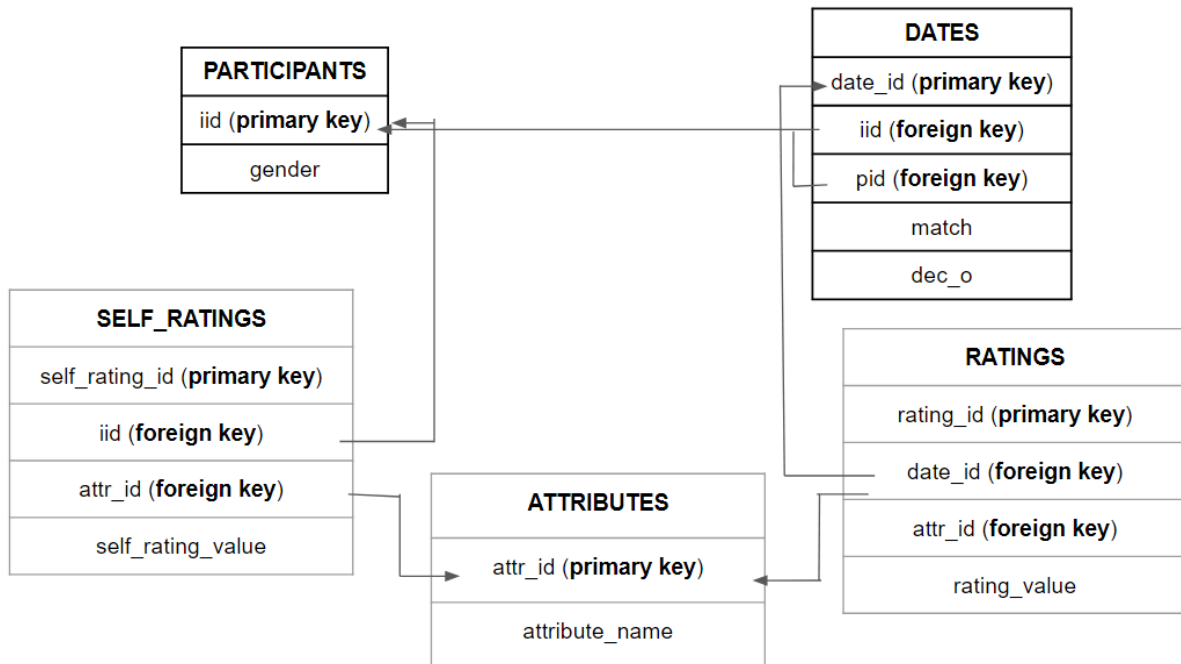 PARTICIPANTS
iid (primary key)
gender
DATES
date_id (primary key)
iid (foreign key)
pid (foreign key)
match
dec_o
SELF_RATINGS
self_rating_id (primary key)
iid (foreign key)
attr_id (foreign key)
self_rating_value
ATTRIBUTES
attr_id (primary key)
attribute_name
RATINGS
rating_id (primary key)
date_id (foreign key)
attr_id (foreign key)
rating_value